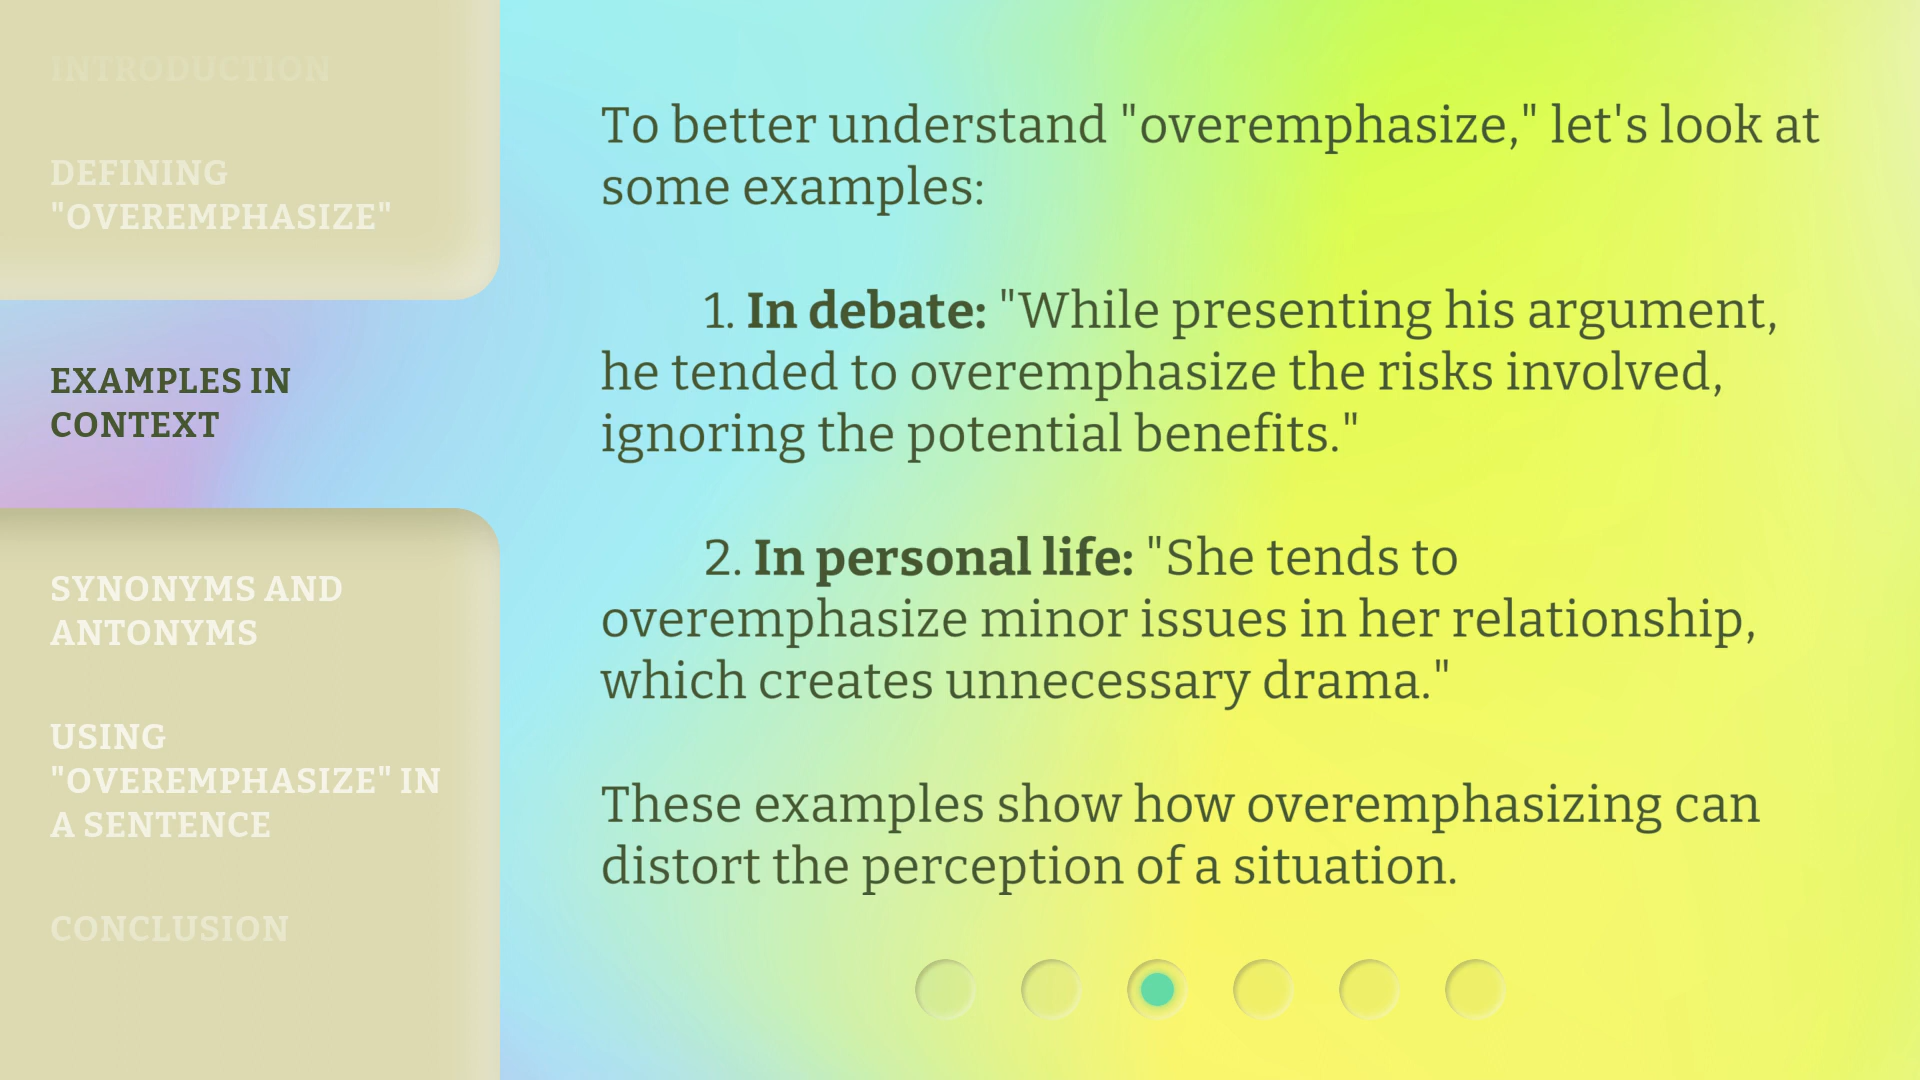 INTRODUCTION
DEFINING
"OVEREMPHASIZE"
EXAMPLES IN
CONTEXT
SYNONYMS AND
ANTONYMS
USING
"OVEREMPHASIZE" IN
A SENTENCE
CONCLUSION
To better understand "overemphasize," let's look at
some examples:
1. In debate: "While presenting his argument,
he tended to overemphasize the risks involved,
ignoring the potential benefits."
2. In personal life: "She tends to
overemphasize minor issues in her relationship,
which creates unnecessary drama."
These examples show how overemphasizing can
distort the perception of a situation.